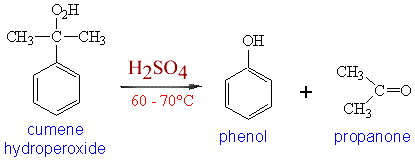 O₂H
CH₃—C—CH₃
H₂SO₄
60 - 70°C
cumene
hydroperoxide
OH
phenol
+
CH₃
C=O
CH₃
propanone